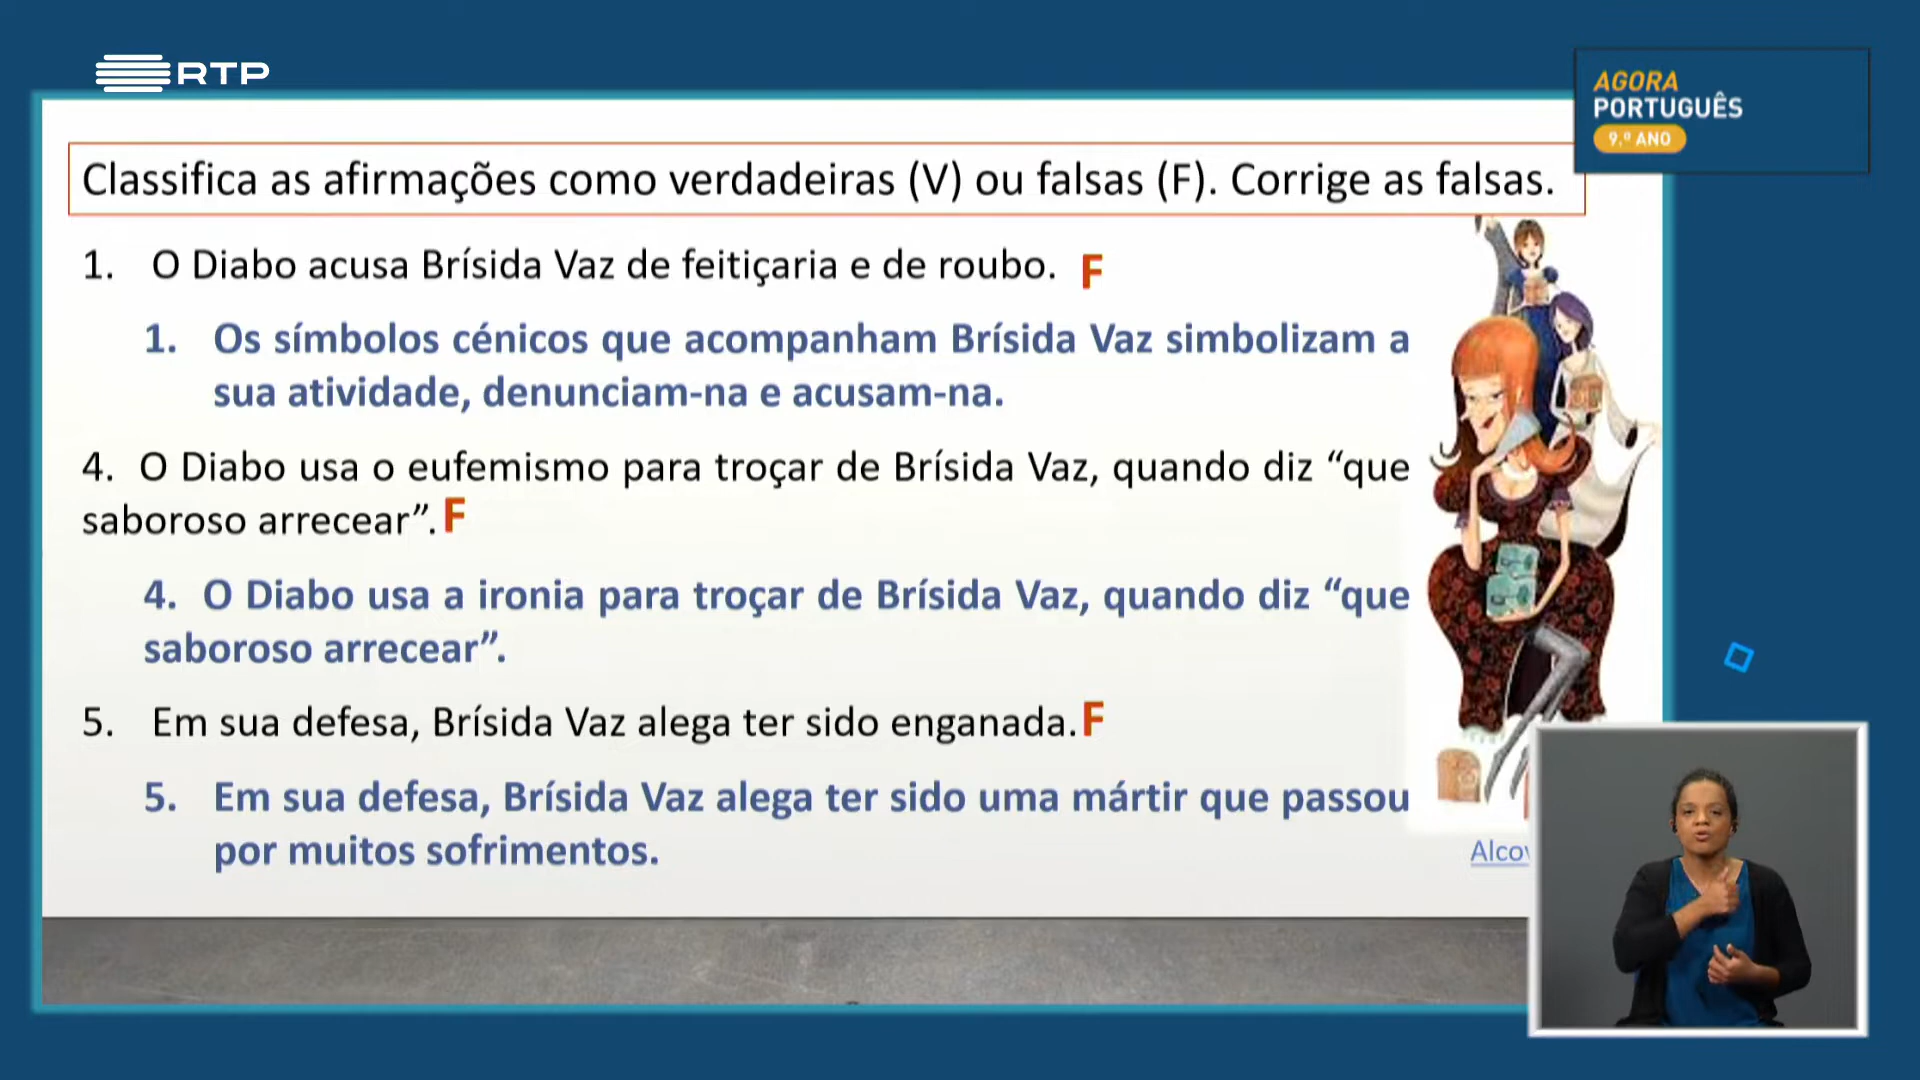 RTP
AGORA
PORTUGUÊS
9.º ANO
Classifica as afirmações como verdadeiras (V) ou falsas (F). Corrige as falsas.
1. O Diabo acusa Brísida Vaz de feitiçaria e de roubo. F
1. Os símbolos cénicos que acompanham Brísida Vaz simbolizam a
sua atividade, denunciam-na e acusam-na.
4. O Diabo usa o eufemismo para troçar de Brísida Vaz, quando diz “que
saboroso arrecear”. F
4. O Diabo usa a ironia para troçar de Brísida Vaz, quando diz “que
saboroso arrecear”.
5. Em sua defesa, Brísida Vaz alega ter sido enganada. F
5. Em sua defesa, Brísida Vaz alega ter sido uma mártir que passou
por muitos sofrimentos.